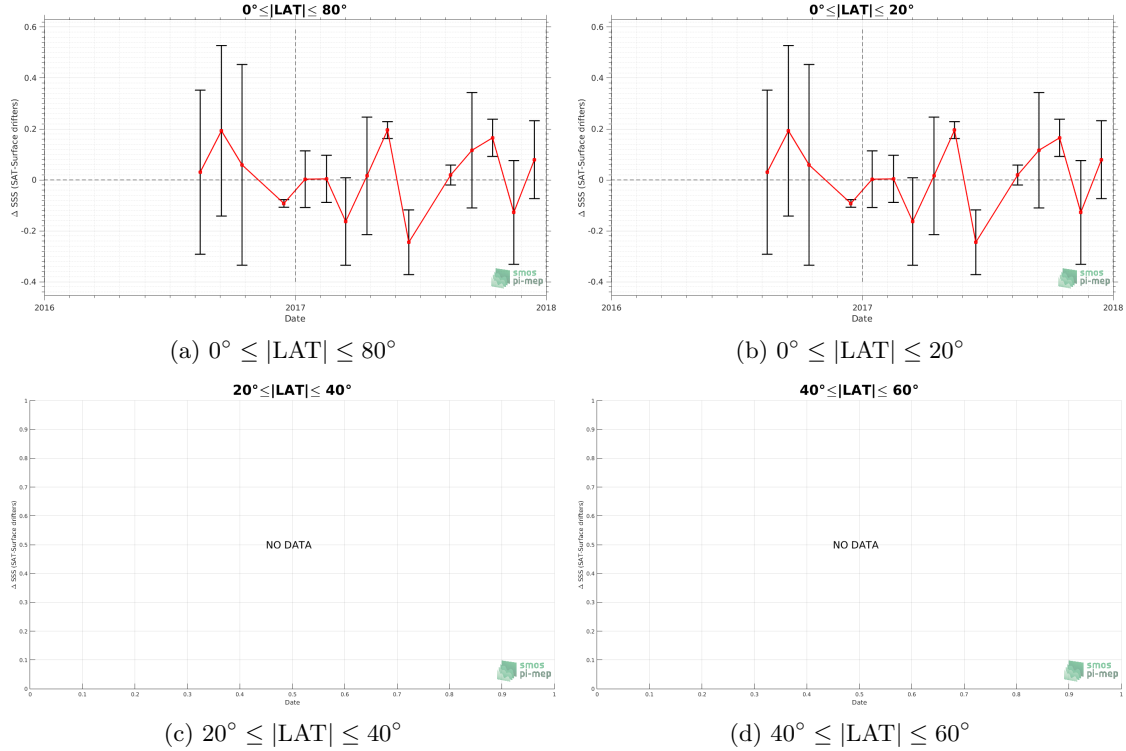 0°≤|LAT|≤ 80°
0.6
0.4
0.2
0
-0.2
-0.4
Δ SSS (SAT-Surface drifters)
2016
2017
2018
Date
smos
pi-mep
(a) 0° ≤ |LAT| ≤ 80°
0°≤|LAT|≤ 20°
0.6
0.4
0.2
0
-0.2
-0.4
Δ SSS (SAT-Surface drifters)
2016
2017
2018
Date
smos
pi-mep
(b) 0° ≤ |LAT| ≤ 20°
20°≤|LAT|≤ 40°
1
0.9
0.8
0.7
0.6
0.5
0.4
0.3
0.2
0.1
0
Δ SSS (SAT-Surface drifters)
NO DATA
0 0.1 0.2 0.3 0.4 0.5 0.6 0.7 0.8 0.9 1
Date
smos
pi-mep
(c) 20° ≤ |LAT| ≤ 40°
40°≤|LAT|≤ 60°
1
0.9
0.8
0.7
0.6
0.5
0.4
0.3
0.2
0.1
0
Δ SSS (SAT-Surface drifters)
NO DATA
0 0.1 0.2 0.3 0.4 0.5 0.6 0.7 0.8 0.9 1
Date
smos
pi-mep
(d) 40° ≤ |LAT| ≤ 60°